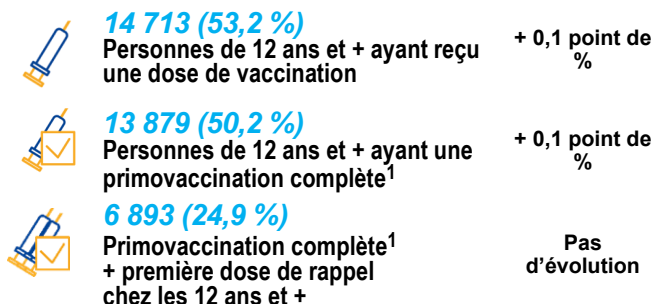 14 713 (53,2 %)
Personnes de 12 ans et + ayant reçu
une dose de vaccination
+ 0,1 point de
%
13 879 (50,2 %)
Personnes de 12 ans et + ayant une
primovaccination complète1
+ 0,1 point de
%
6 893 (24,9 %)
Primovaccination complète1
+ première dose de rappel
chez les 12 ans et +
Pas
d'évolution